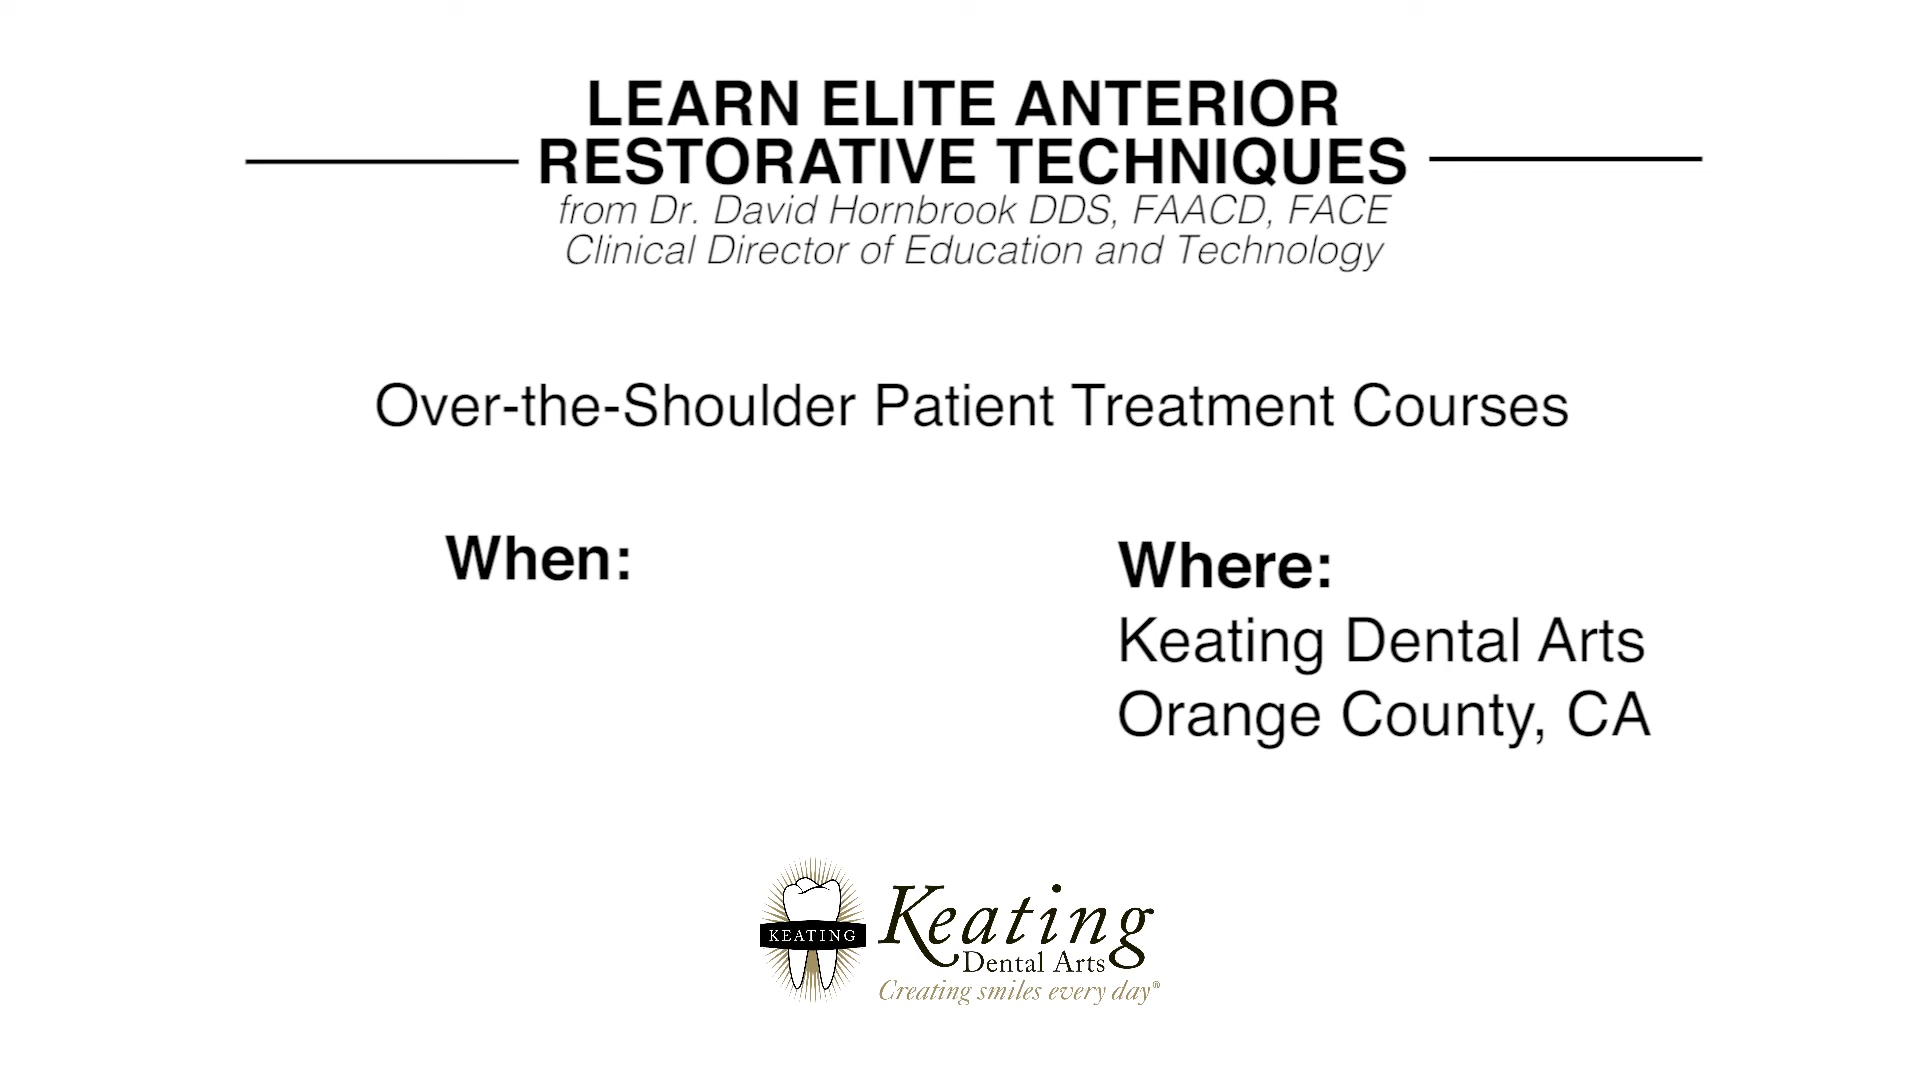 LEARN ELITE ANTERIOR
RESTORATIVE TECHNIQUES
from Dr. David Hornbrook DDS, FAACD, FACE
Clinical Director of Education and Technology
Over-the-Shoulder Patient Treatment Courses
When:
Where:
Keating Dental Arts
Orange County, CA
KEATING
Keating
Dental Arts
Creating smiles every day®